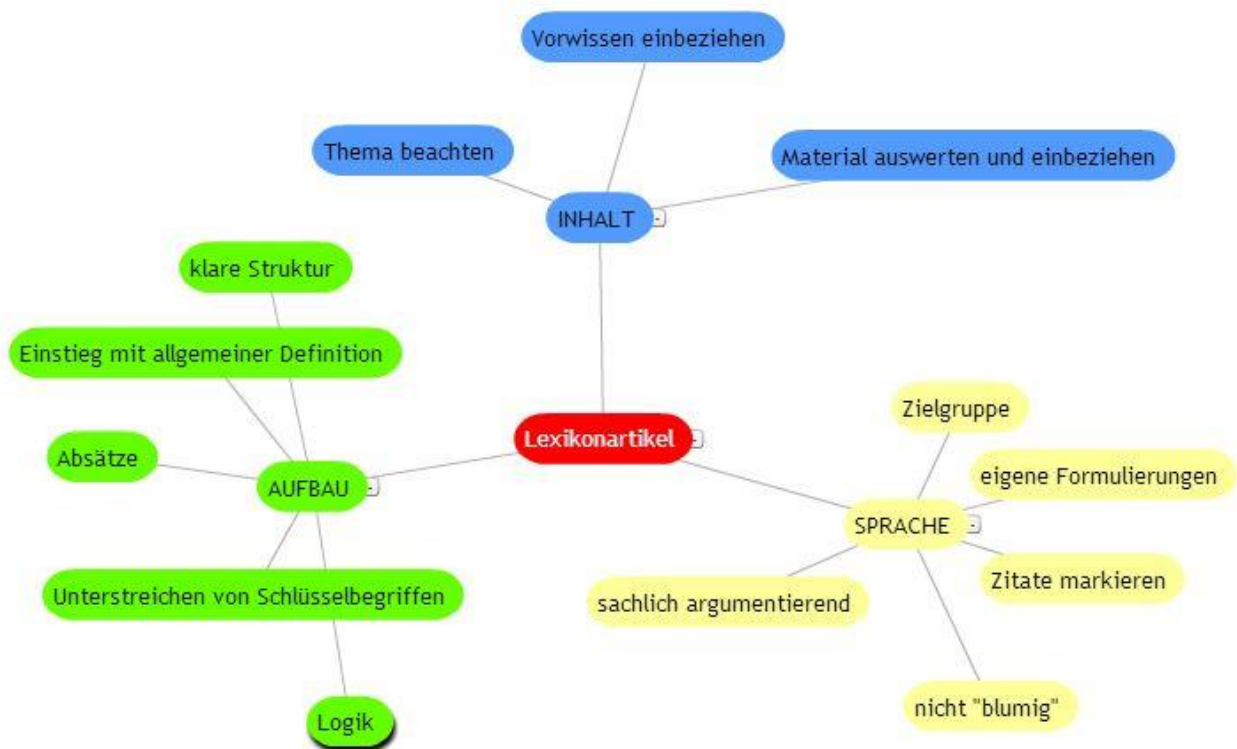 Vorwissen einbeziehen
Thema beachten
Material auswerten und einbeziehen
INHALT
klare Struktur
Einstieg mit allgemeiner Definition
Absätze
AUFBAU
Unterstreichen von Schlüsselbegriffen
Logik
Lexikonartikel
Zielgruppe
eigene Formulierungen
SPRACHE
Zitate markieren
sachlich argumentierend
nicht "blumig"